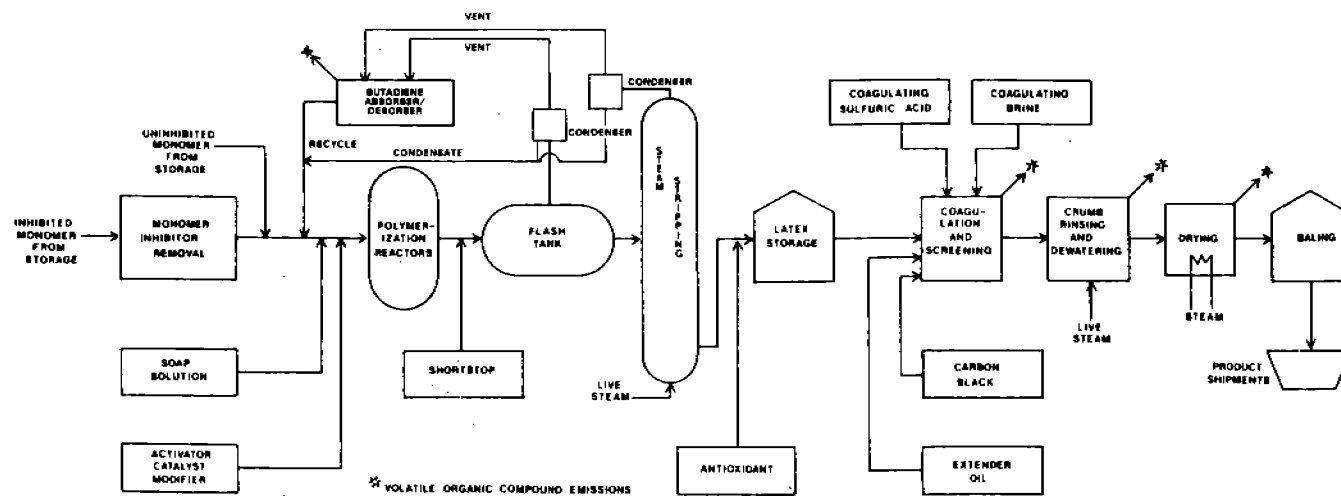 VENT
VENT
CONDENSER
BUTADIENE
ABSORBER/
DESORBER
CONDENSER
COAGULATING
SULFURIC ACID
COAGULATING
BRINE
UNINHIBITED
MONOMER
FROM
STORAGE
RECYCLE
CONDENSATE
STEAM
STRIPPING
INHIBITED
MONOMER
FROM
STORAGE
MONOMER
INHIBITOR
REMOVAL
POLYMER-
IZATION
REACTORS
FLASH
TANK
LATEX
STORAGE
COAGU-
LATION
AND
SCREENING
CRUMB
RINSING
AND
DEWATERING
DRYING
BALING
STEAM
LIVE
STEAM
SOAP
SOLUTION
SHORTSTOP
LIVE
STEAM
CARBON
BLACK
PRODUCT
SHIPMENTS
ACTIVATOR
CATALYST
MODIFIER
ANTIOXIDANT
EXTENDER
OIL
* VOLATILE ORGANIC COMPOUND EMISSIONS